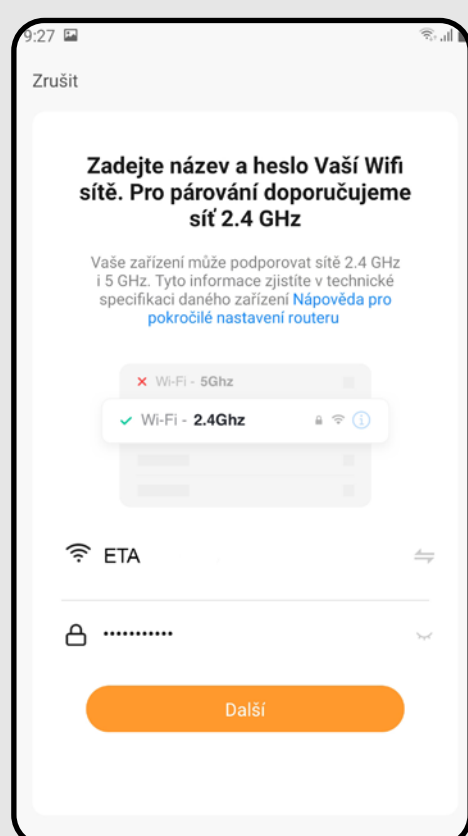 9:27
Zrušit
Zadejte název a heslo Vaší Wifi
sítě. Pro párování doporučujeme
síť 2.4 GHz
Vaše zařízení může podporovat sítě 2.4 GHz
i 5 GHz. Tyto informace zjistíte v technické
specifikaci daného zařízení Nápověda pro
pokročilé nastavení routeru
Wi-Fi - 5Ghz
Wi-Fi - 2.4Ghz
ETA
•••••••••••
Další